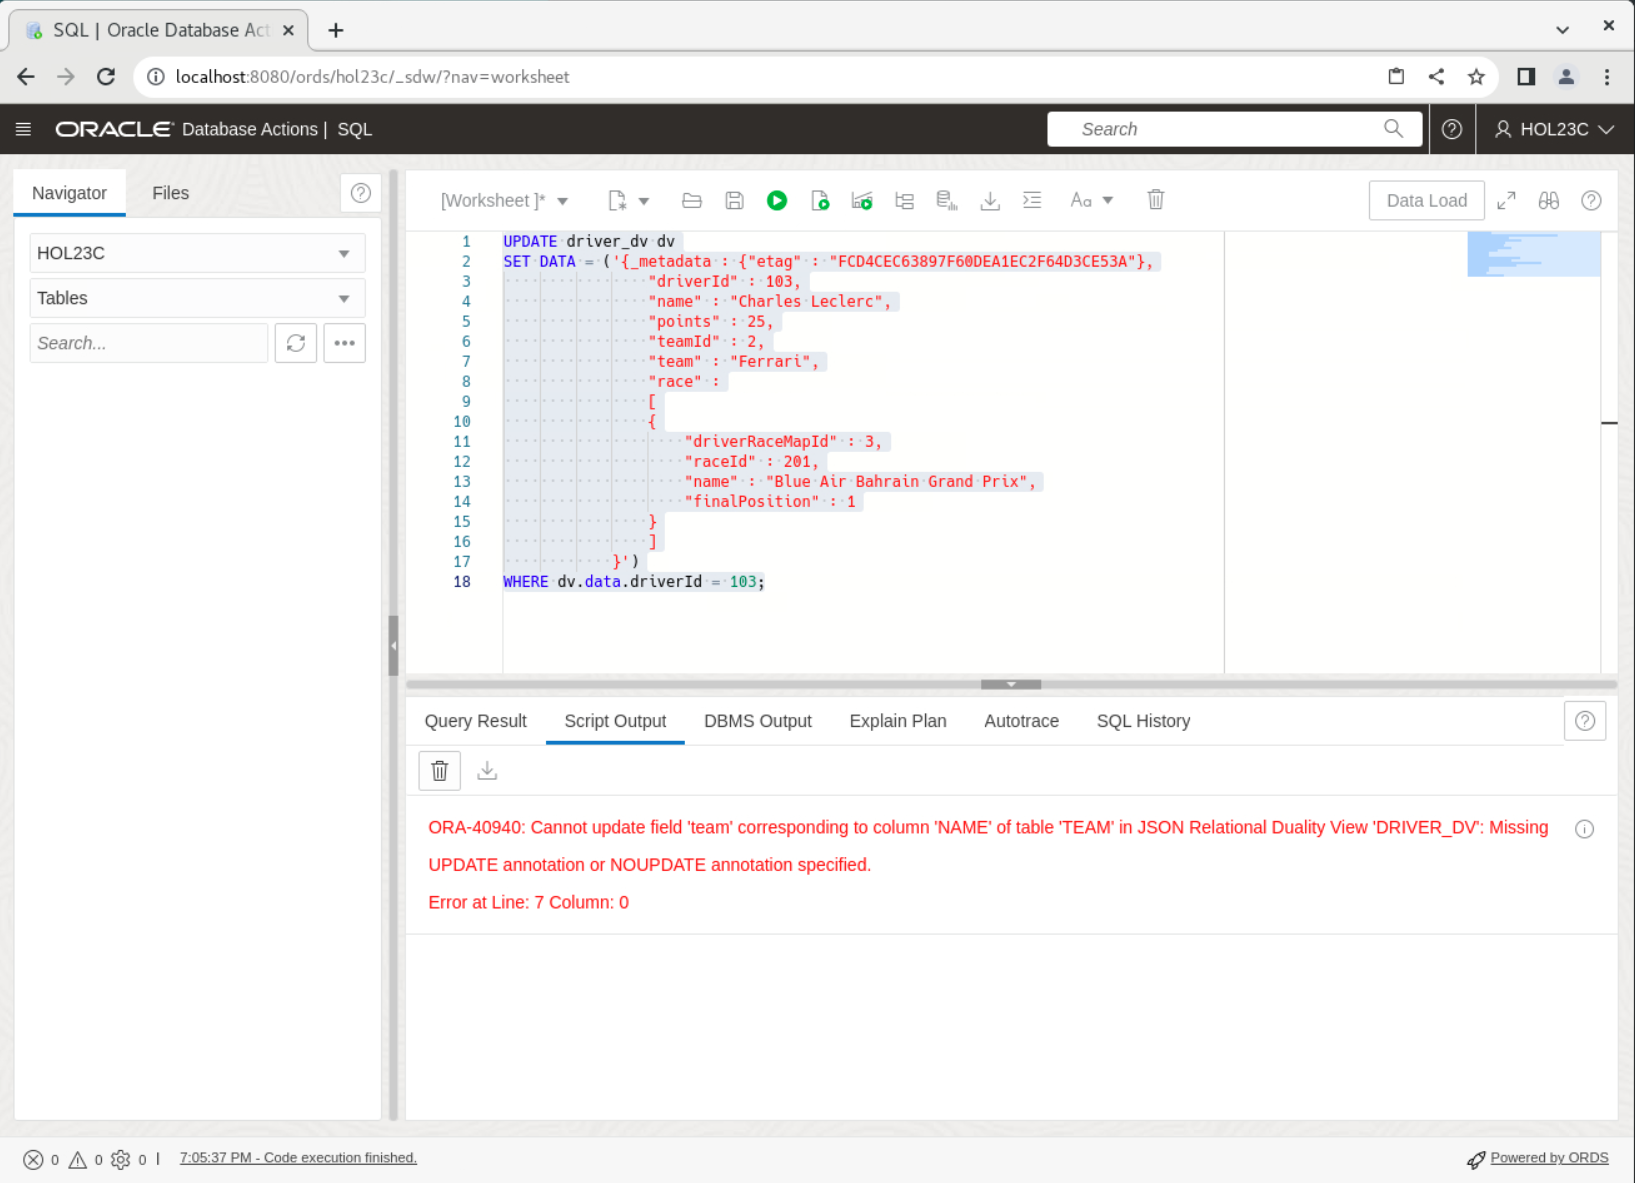 SQL | Oracle Database Act
localhost:8080/ords/hol23c/_sdw/?nav=worksheet
ORACLE Database Actions | SQL
Search
HOL23C
Navigator
Files
HOL23C
Tables
Search...
[Worksheet ]*
Aa
Data Load
1 UPDATE driver_dv dv
2 SET DATA = ('{_metadata : {"etag" : "FCD4CEC63897F60DEA1EC2F64D3CE53A"},
3 "driverId" : 103,
4 "name" : "Charles Leclerc",
5 "points" : 25,
6 "teamId" : 2,
7 "team" : "Ferrari",
8 "race" :
9 [
10 {
11 "driverRaceMapId" : 3,
12 "raceId" : 201,
13 "name" : "Blue Air Bahrain Grand Prix",
14 "finalPosition" : 1
15 }
16 ]
17 }')
18 WHERE dv.data.driverId = 103;
Query Result
Script Output
DBMS Output
Explain Plan
Autotrace
SQL History
ORA-40940: Cannot update field 'team' corresponding to column 'NAME' of table 'TEAM' in JSON Relational Duality View 'DRIVER_DV': Missing
UPDATE annotation or NOUPDATE annotation specified.
Error at Line: 7 Column: 0
0 0 0 | 7:05:37 PM - Code execution finished.
Powered by ORDS